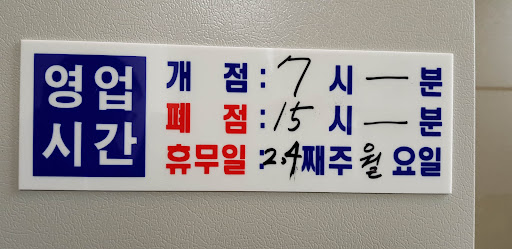 영업
시간
개 점 : 7 시 — 분
폐 점 : 15 시 — 분
휴무일 : 2.4째주 월요일